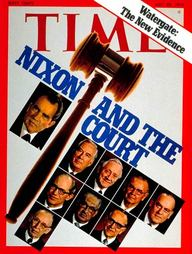 Watergate:
The New Evidence
TIME
NIXON
AND THE
COURT